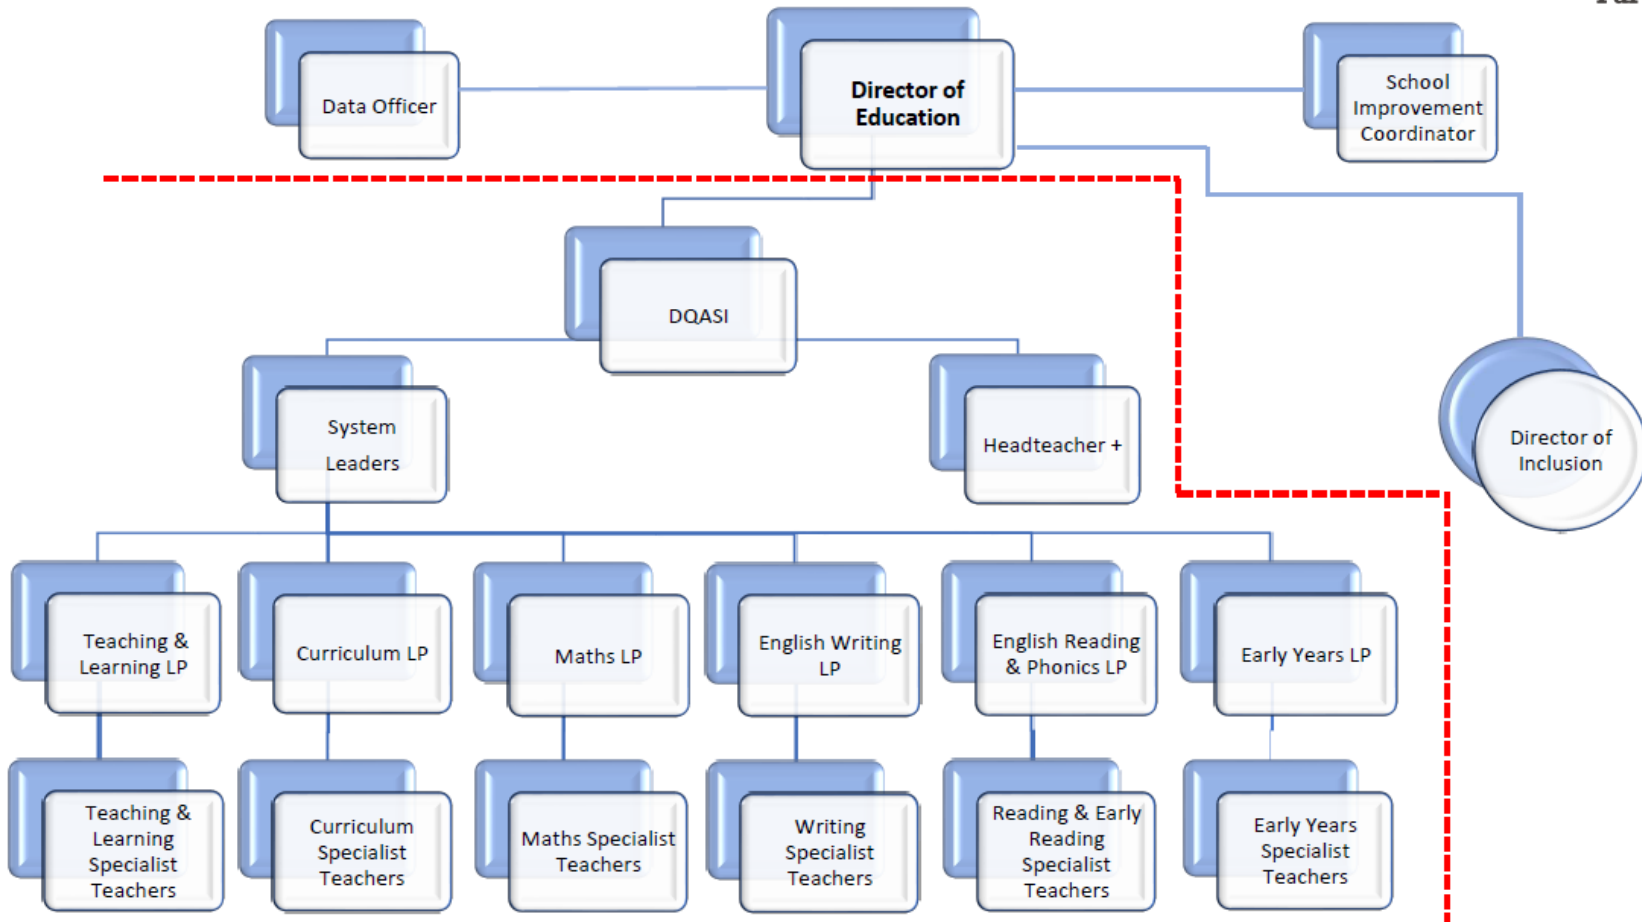 Data Officer
Director of
Education
School
Improvement
Coordinator
DQASI
System
Leaders
Headteacher +
Director of
Inclusion
Teaching &
Learning LP
Curriculum LP
Maths LP
English Writing
LP
English Reading
& Phonics LP
Early Years LP
Teaching &
Learning
Specialist
Teachers
Curriculum
Specialist
Teachers
Maths Specialist
Teachers
Writing
Specialist
Teachers
Reading & Early
Reading
Specialist
Teachers
Early Years
Specialist
Teachers